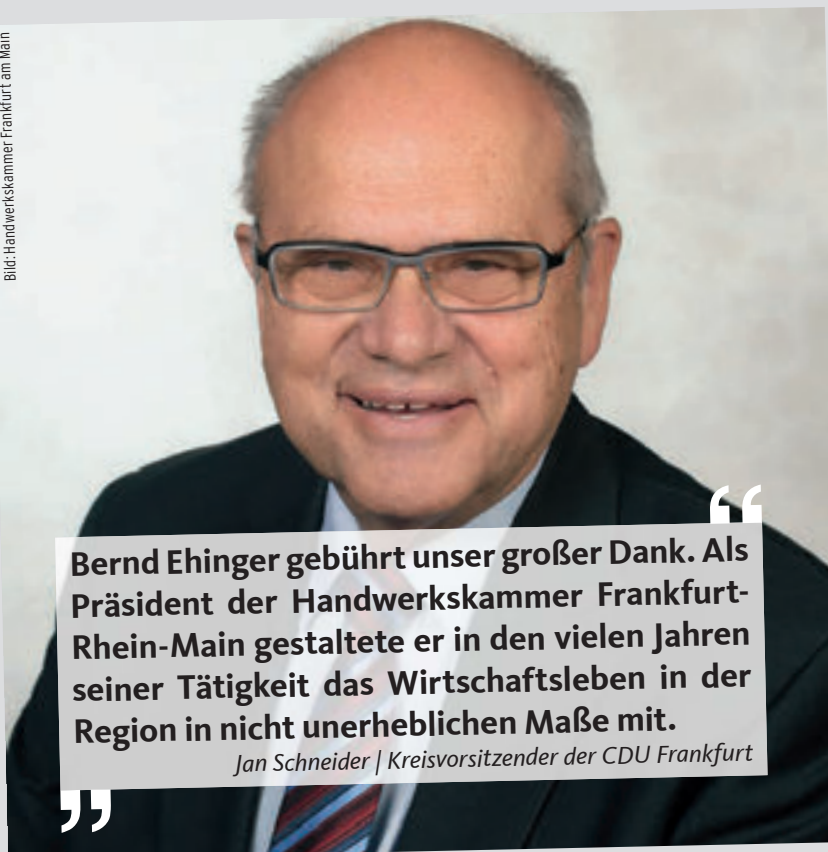 Bild: Handwerkskammer Frankfurt am Main
“
Bernd Ehinger gebührt unser großer Dank. Als
Präsident der Handwerkskammer Frankfurt-
Rhein-Main gestaltete er in den vielen Jahren
seiner Tätigkeit das Wirtschaftsleben in der
Region in nicht unerheblichen Maße mit.
Jan Schneider | Kreisvorsitzender der CDU Frankfurt
”